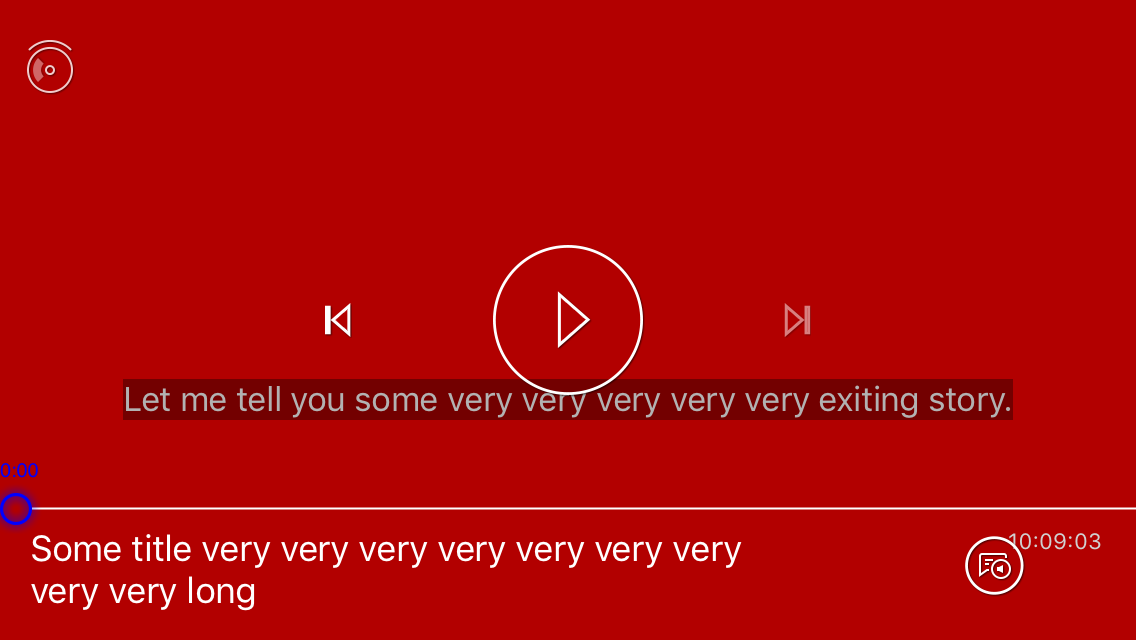 Let me tell you some very very very very very exiting story.
0:00
Some title very very very very very very very
very very long
10:09:03